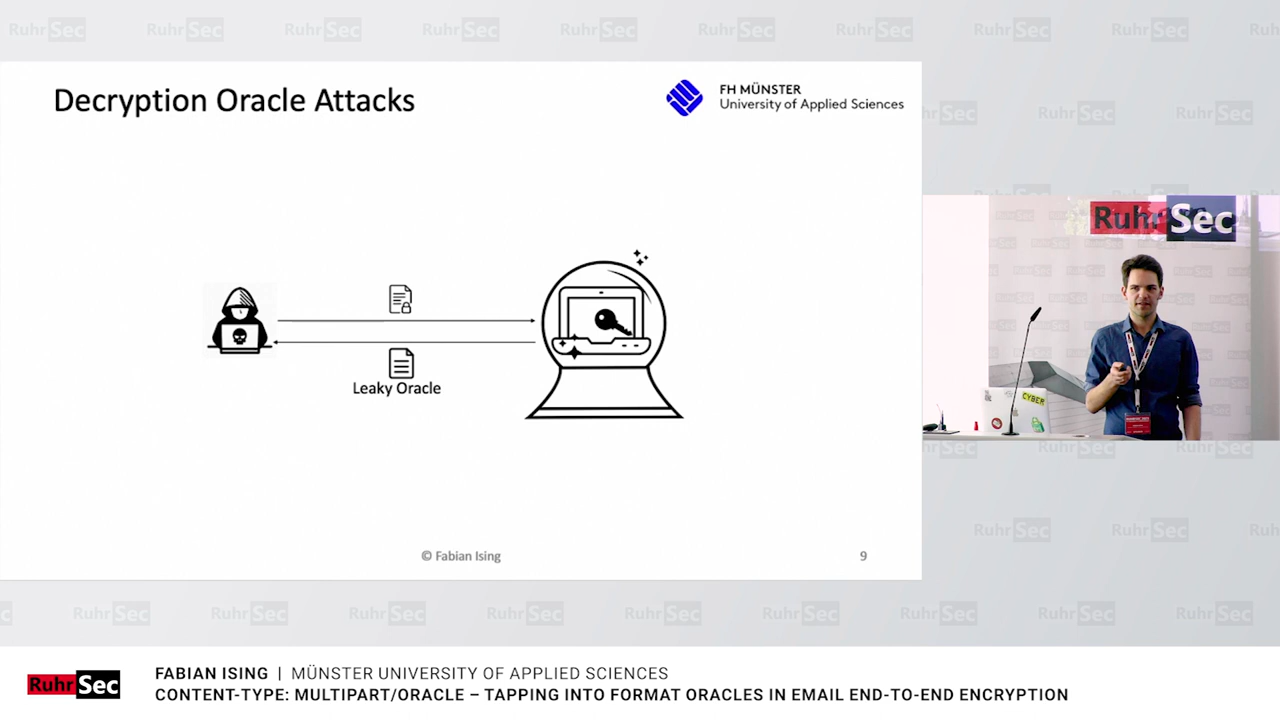 Decryption Oracle Attacks
FH MÜNSTER
University of Applied Sciences
Leaky Oracle
© Fabian Ising
9
RuhrSec
CYBER
RuhrSec
FABIAN ISING | MÜNSTER UNIVERSITY OF APPLIED SCIENCES
CONTENT-TYPE: MULTIPART/ORACLE – TAPPING INTO FORMAT ORACLES IN EMAIL END-TO-END ENCRYPTION